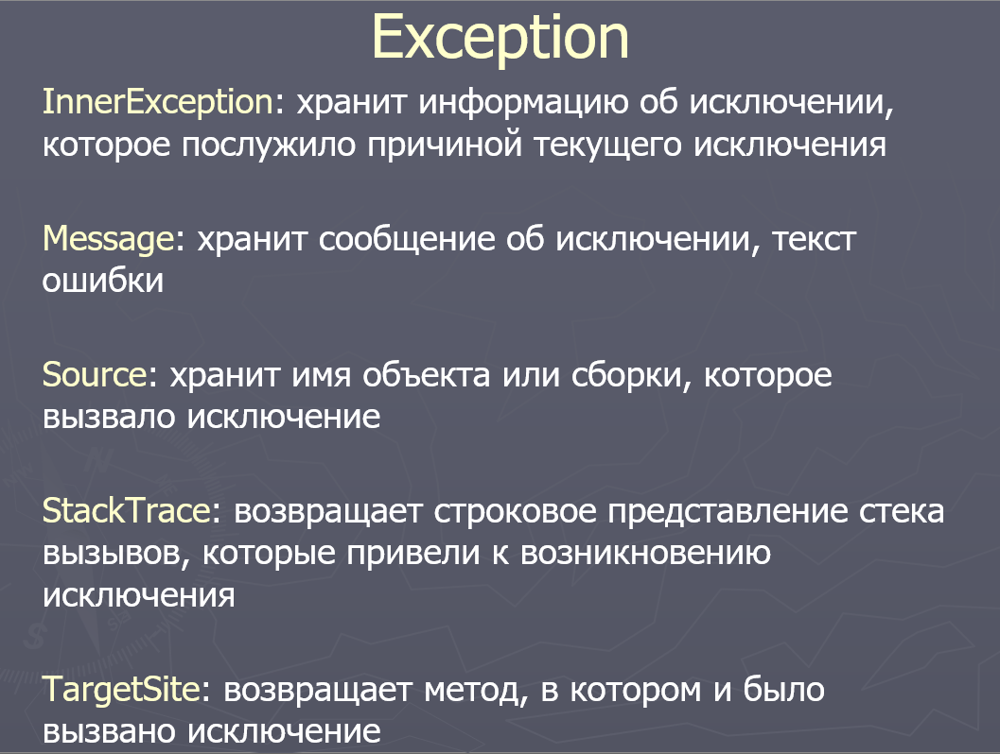 Exception
InnerException: хранит информацию об исключении,
которое послужило причиной текущего исключения
Message: хранит сообщение об исключении, текст
ошибки
Source: хранит имя объекта или сборки, которое
вызвало исключение
StackTrace: возвращает строковое представление стека
вызывов, которые привели к возникновению
исключения
TargetSite: возвращает метод, в котором и было
вызвано исключение
N
S